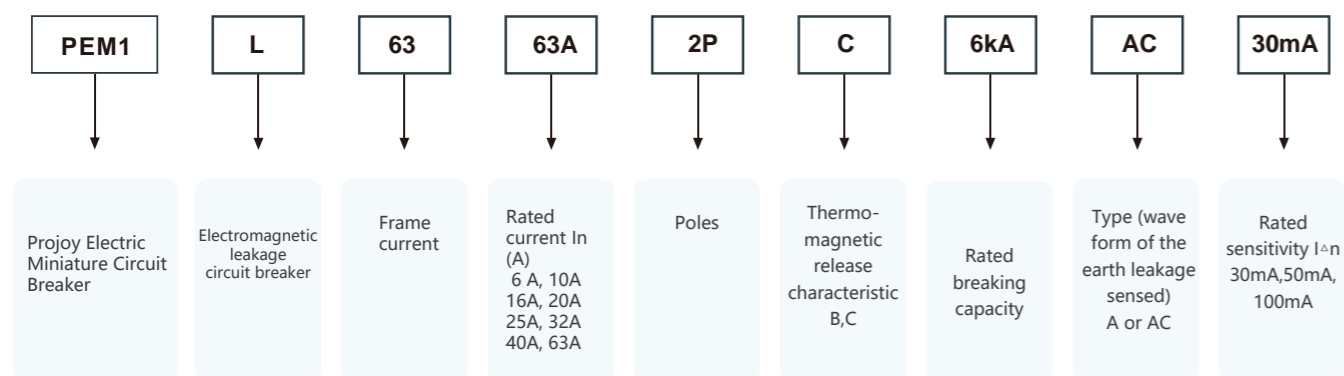 PEM1
L
63
63A
2P
C
6kA
AC
30mA
Projoy Electric
Miniature Circuit
Breaker
Electromagnetic
leakage
circuit breaker
Frame
current
Rated
current In
(A)
6 A, 10A
16A, 20A
25A, 32A
40A, 63A
Poles
Thermo-
magnetic
release
characteristic
B,C
Rated
breaking
capacity
Type (wave
form of the
earth leakage
sensed)
A or AC
Rated
sensitivity I△n
30mA,50mA,
100mA